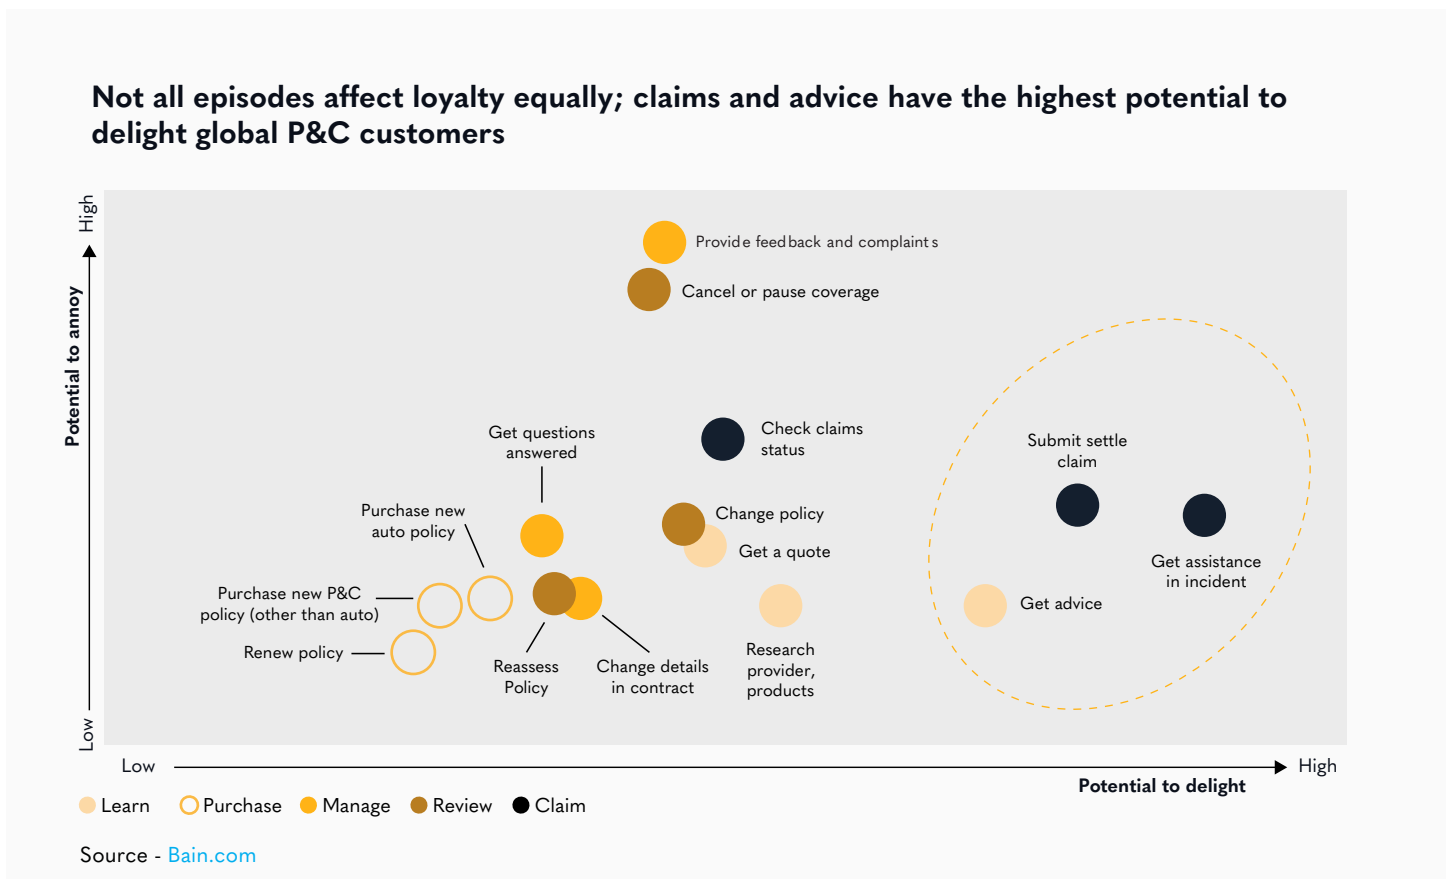 Not all episodes affect loyalty equally; claims and advice have the highest potential to
delight global P&C customers
High
Potential to annoy
Low
Provide feedback and complaints
Cancel or pause coverage
Check claims
status
Get questions
answered
Submit settle
claim
Purchase new
auto policy
Change policy
Get a quote
Get assistance
in incident
Purchase new P&C
policy (other than auto)
Get advice
Renew policy
Reassess
Policy
Change details
in contract
Research
provider,
products
Low
High
Potential to delight
Learn
Purchase
Manage
Review
Claim
Source - Bain.com